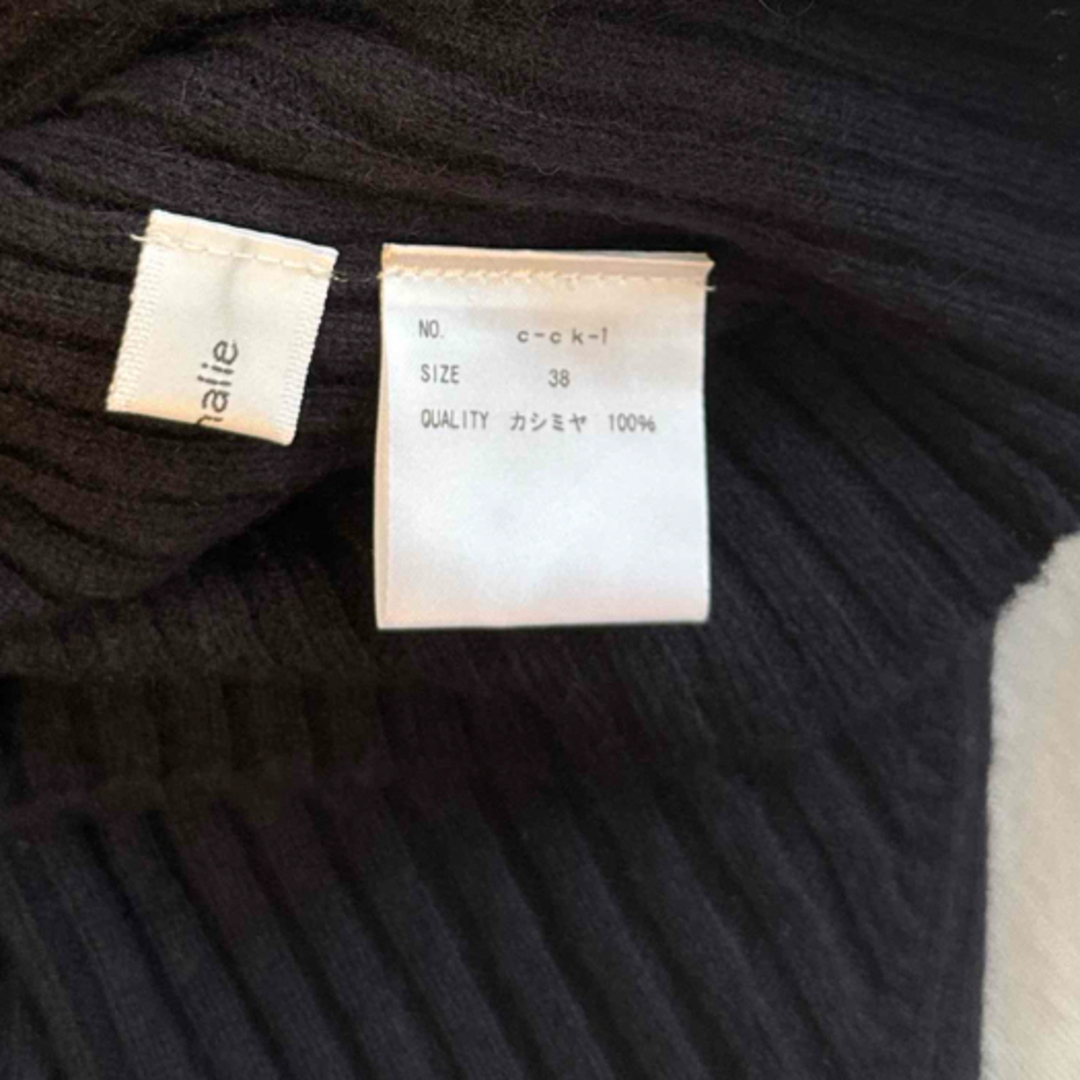 nalie
NO. c-ck-1
SIZE 38
QUALITY カシミヤ 100%